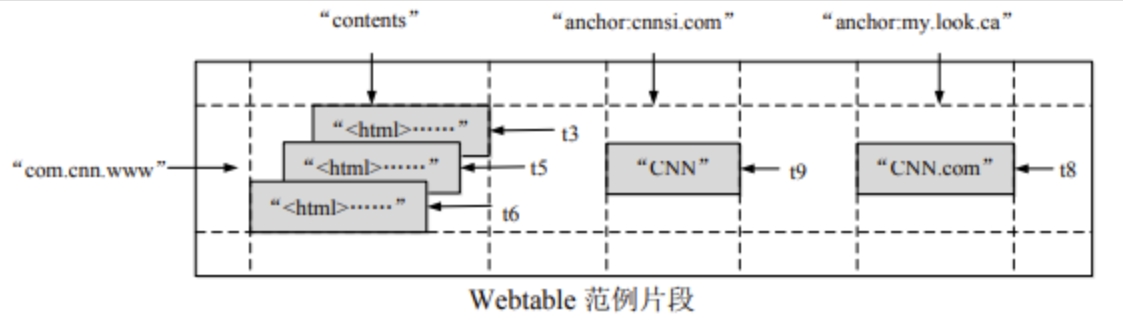 “contents” “anchor:cnnsi.com” “anchor:my.look.ca”
“<html>……” t3
“com.cnn.www” “<html>……” t5 “CNN” t9 “CNN.com” t8
“<html>……” t6
Webtable 范例片段